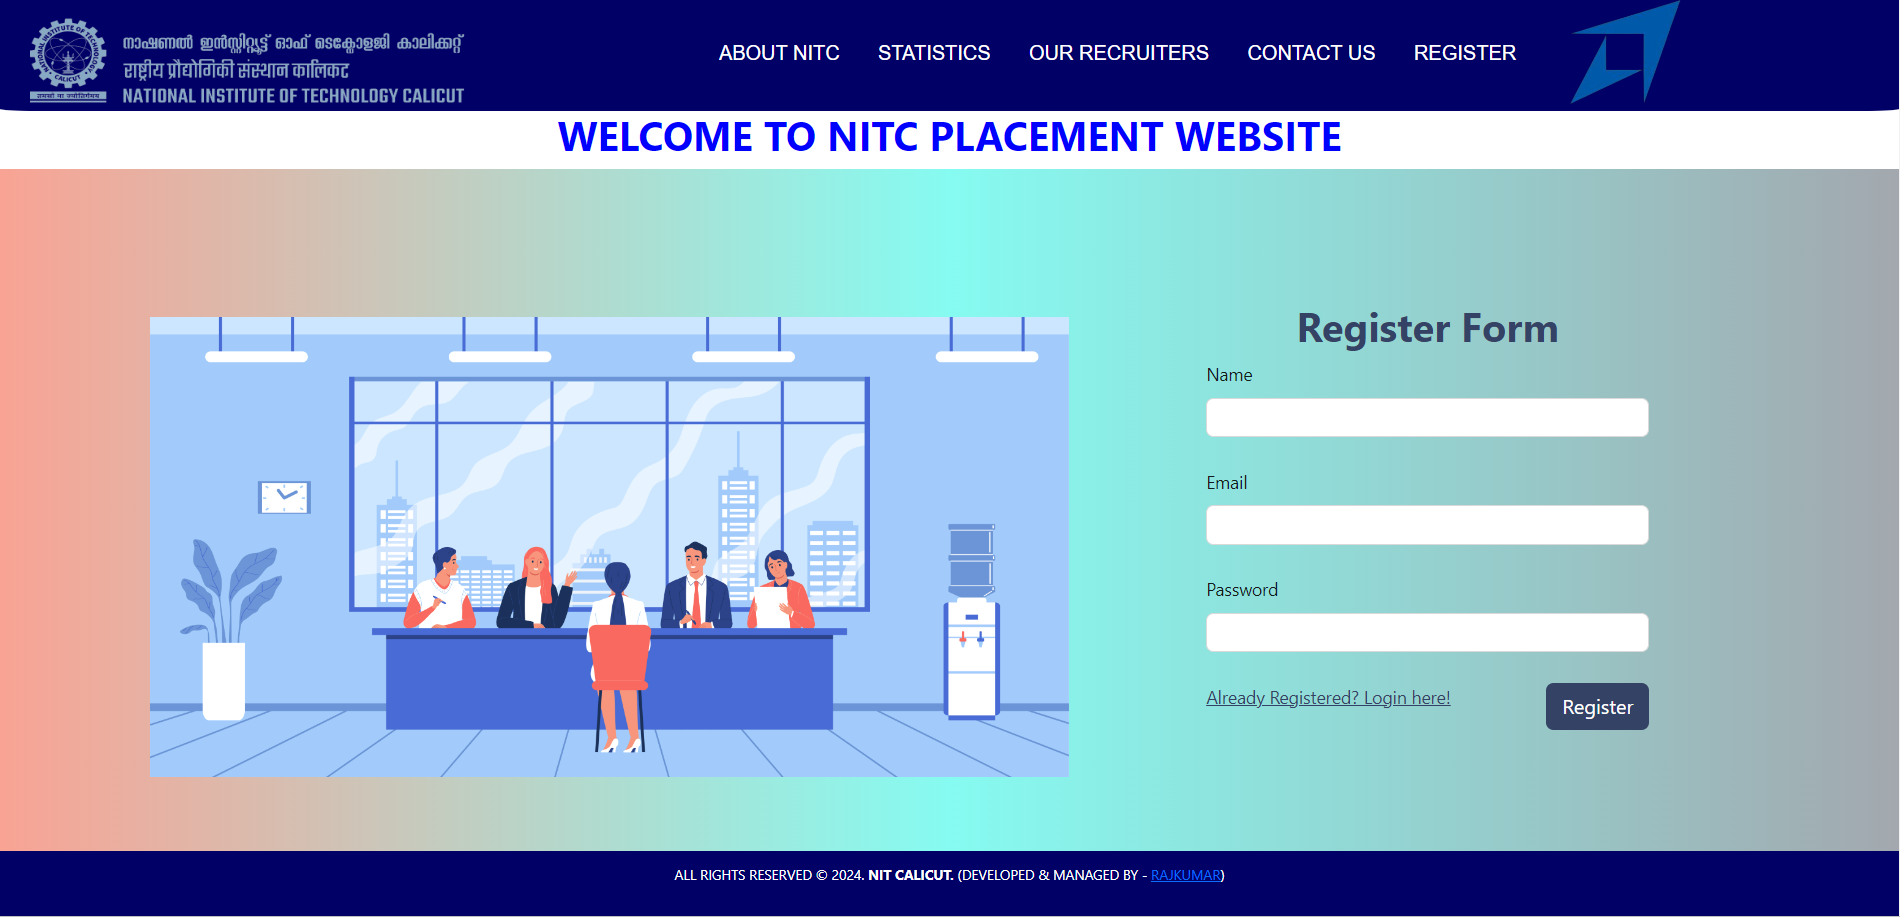 നാഷണൽ ഇൻസ്റ്റിറ്റ്യൂട്ട് ഓഫ് ടെക്നോളജി കാലിക്കറ്റ്
राष्ट्रीय प्रौद्योगिकी संस्थान कालिकट
NATIONAL INSTITUTE OF TECHNOLOGY CALICUT
ABOUT NITC
STATISTICS
OUR RECRUITERS
CONTACT US
REGISTER
WELCOME TO NITC PLACEMENT WEBSITE
Register Form
Name
Email
Password
Already Registered? Login here!
Register
ALL RIGHTS RESERVED © 2024. NIT CALICUT. (DEVELOPED & MANAGED BY - RAJKUMAR)